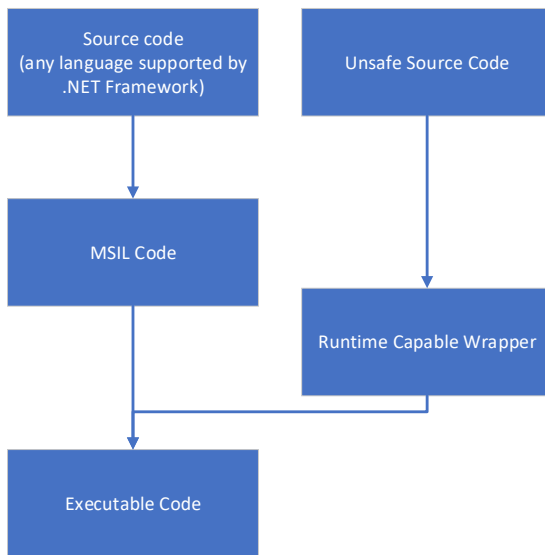 Source code
(any language supported by
.NET Framework)
Unsafe Source Code
MSIL Code
Runtime Capable Wrapper
Executable Code